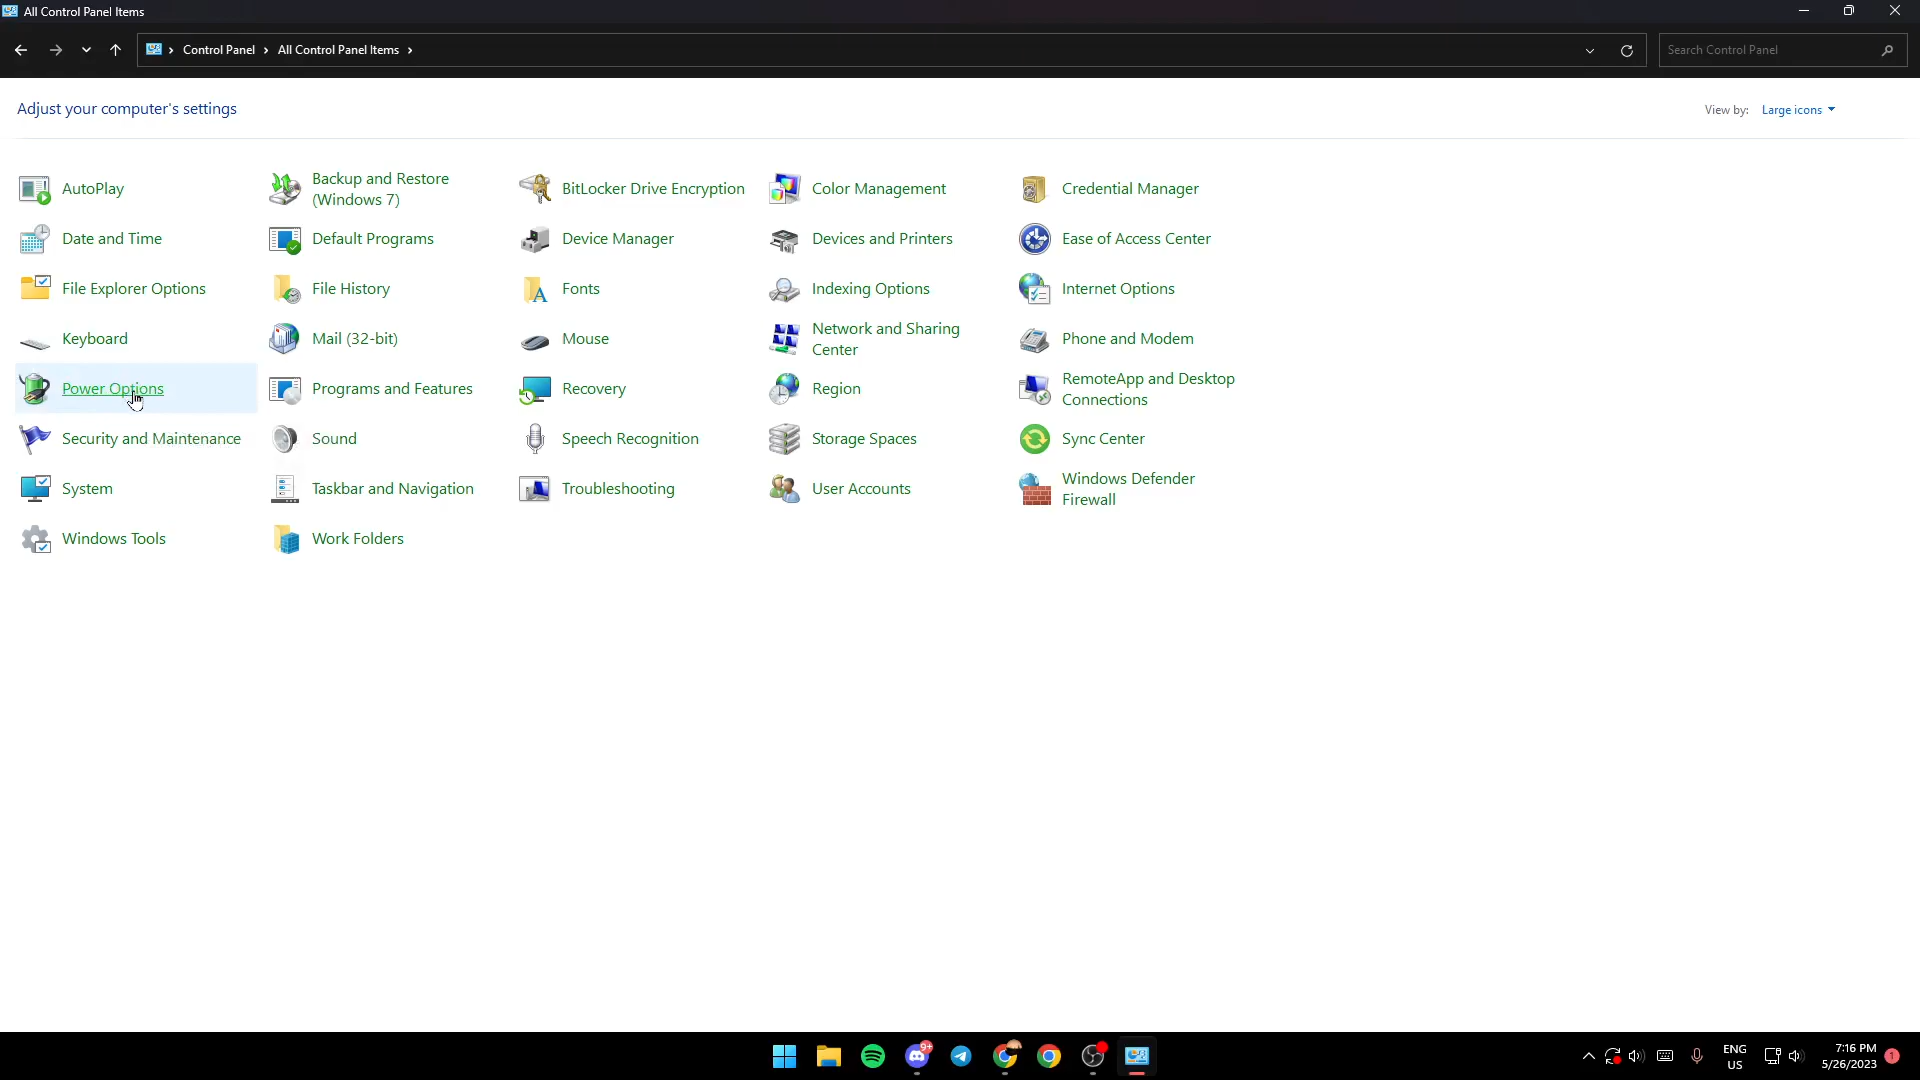 All Control Panel Items
Control Panel › All Control Panel Items ›
Search Control Panel
Adjust your computer's settings
View by: Large icons
AutoPlay
Backup and Restore
(Windows 7)
BitLocker Drive Encryption
Color Management
Credential Manager
Date and Time
Default Programs
Device Manager
Devices and Printers
Ease of Access Center
File Explorer Options
File History
Fonts
Indexing Options
Internet Options
Keyboard
Mail (32-bit)
Mouse
Network and Sharing
Center
Phone and Modem
Power Options
Programs and Features
Recovery
Region
RemoteApp and Desktop
Connections
Security and Maintenance
Sound
Speech Recognition
Storage Spaces
Sync Center
System
Taskbar and Navigation
Troubleshooting
User Accounts
Windows Defender
Firewall
Windows Tools
Work Folders
9+
ENG
US
7:16 PM
5/26/2023
1